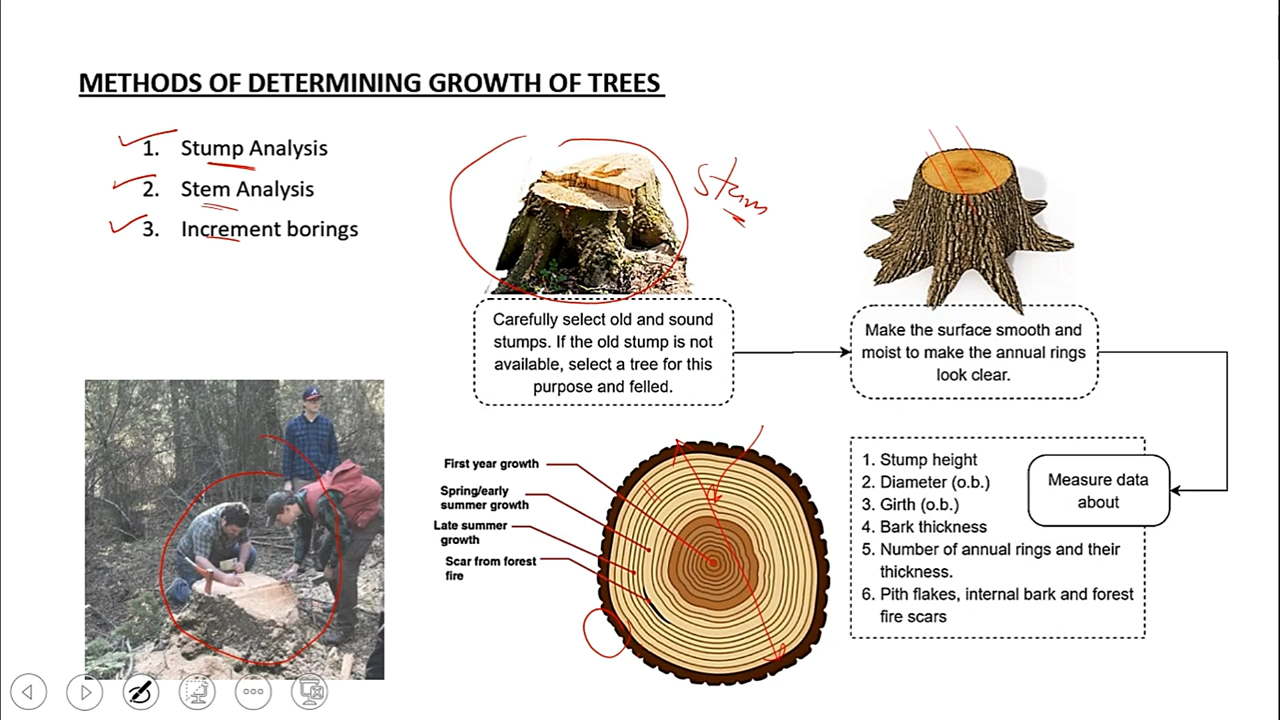 METHODS OF DETERMINING GROWTH OF TREES
1. Stump Analysis
2. Stem Analysis
3. Increment borings
Stem
Carefully select old and sound
stumps. If the old stump is not
available, select a tree for this
purpose and felled.
Make the surface smooth and
moist to make the annual rings
look clear.
First year growth
Spring/early
summer growth
Late summer
growth
Scar from forest
fire
1. Stump height
2. Diameter (o.b.)
3. Girth (o.b.)
4. Bark thickness
5. Number of annual rings and their
thickness.
6. Pith flakes, internal bark and forest
fire scars
Measure data
about